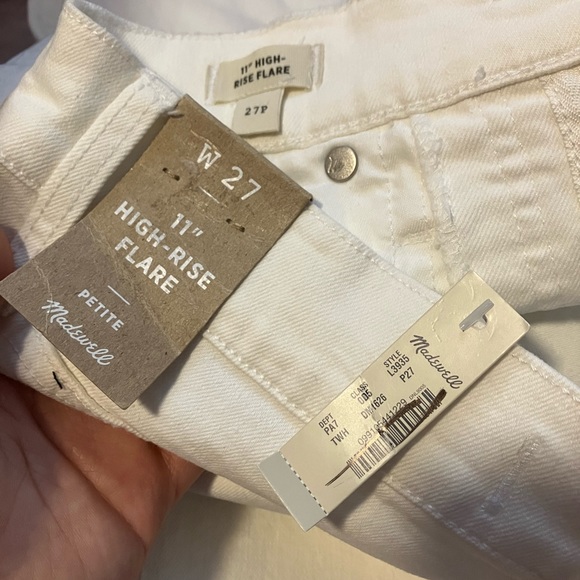 11" HIGH-
RISE FLARE
27P
W 27
11"
HIGH-RISE
FLARE
PETITE
Madewell
Madewell
STYLE
L3935
P27
CLASS
DEPT
PA7
TWH